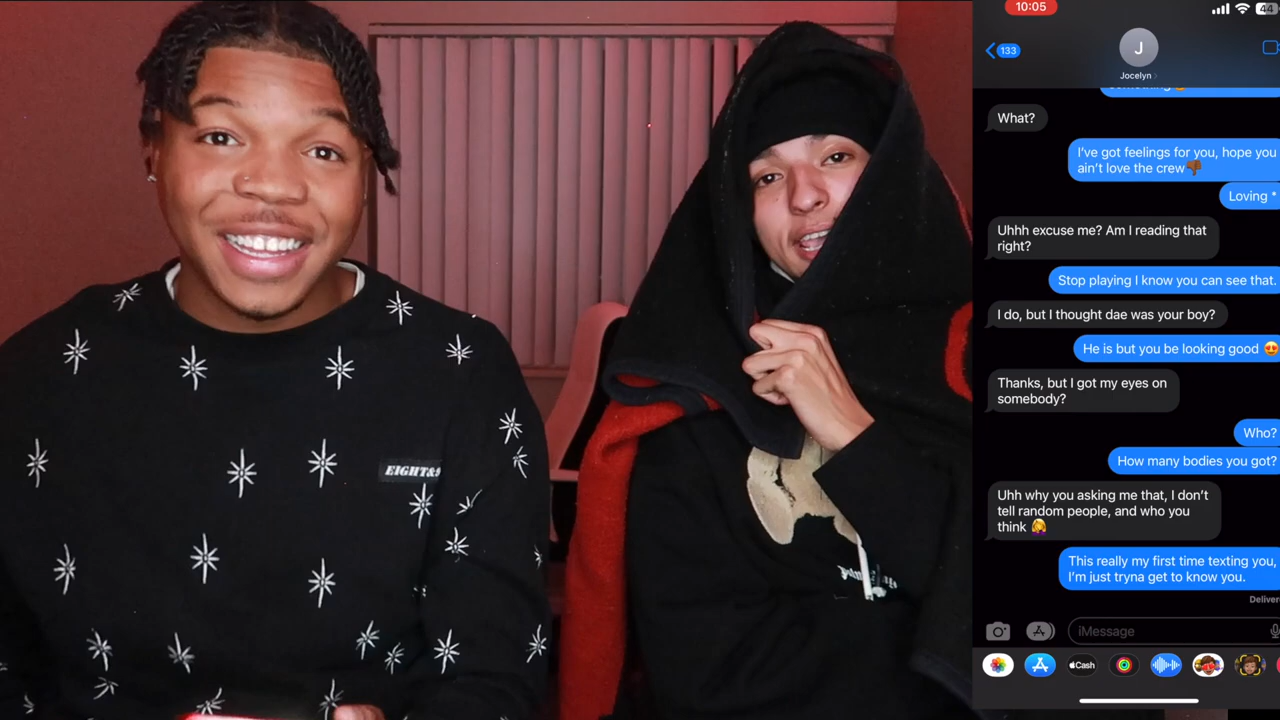 EIGHT&9
10:05
44
133
J
Jocelyn
What?
I've got feelings for you, hope you
ain't love the crew👎🏾
Loving *
Uhhh excuse me? Am I reading that
right?
Stop playing I know you can see that.
I do, but I thought dae was your boy?
He is but you be looking good 😍
Thanks, but I got my eyes on
somebody?
Who?
How many bodies you got?
Uhh why you asking me that, I don't
tell random people, and who you
think 🤷‍♀️
This really my first time texting you,
I'm just tryna get to know you.
Deliver
iMessage
Cash